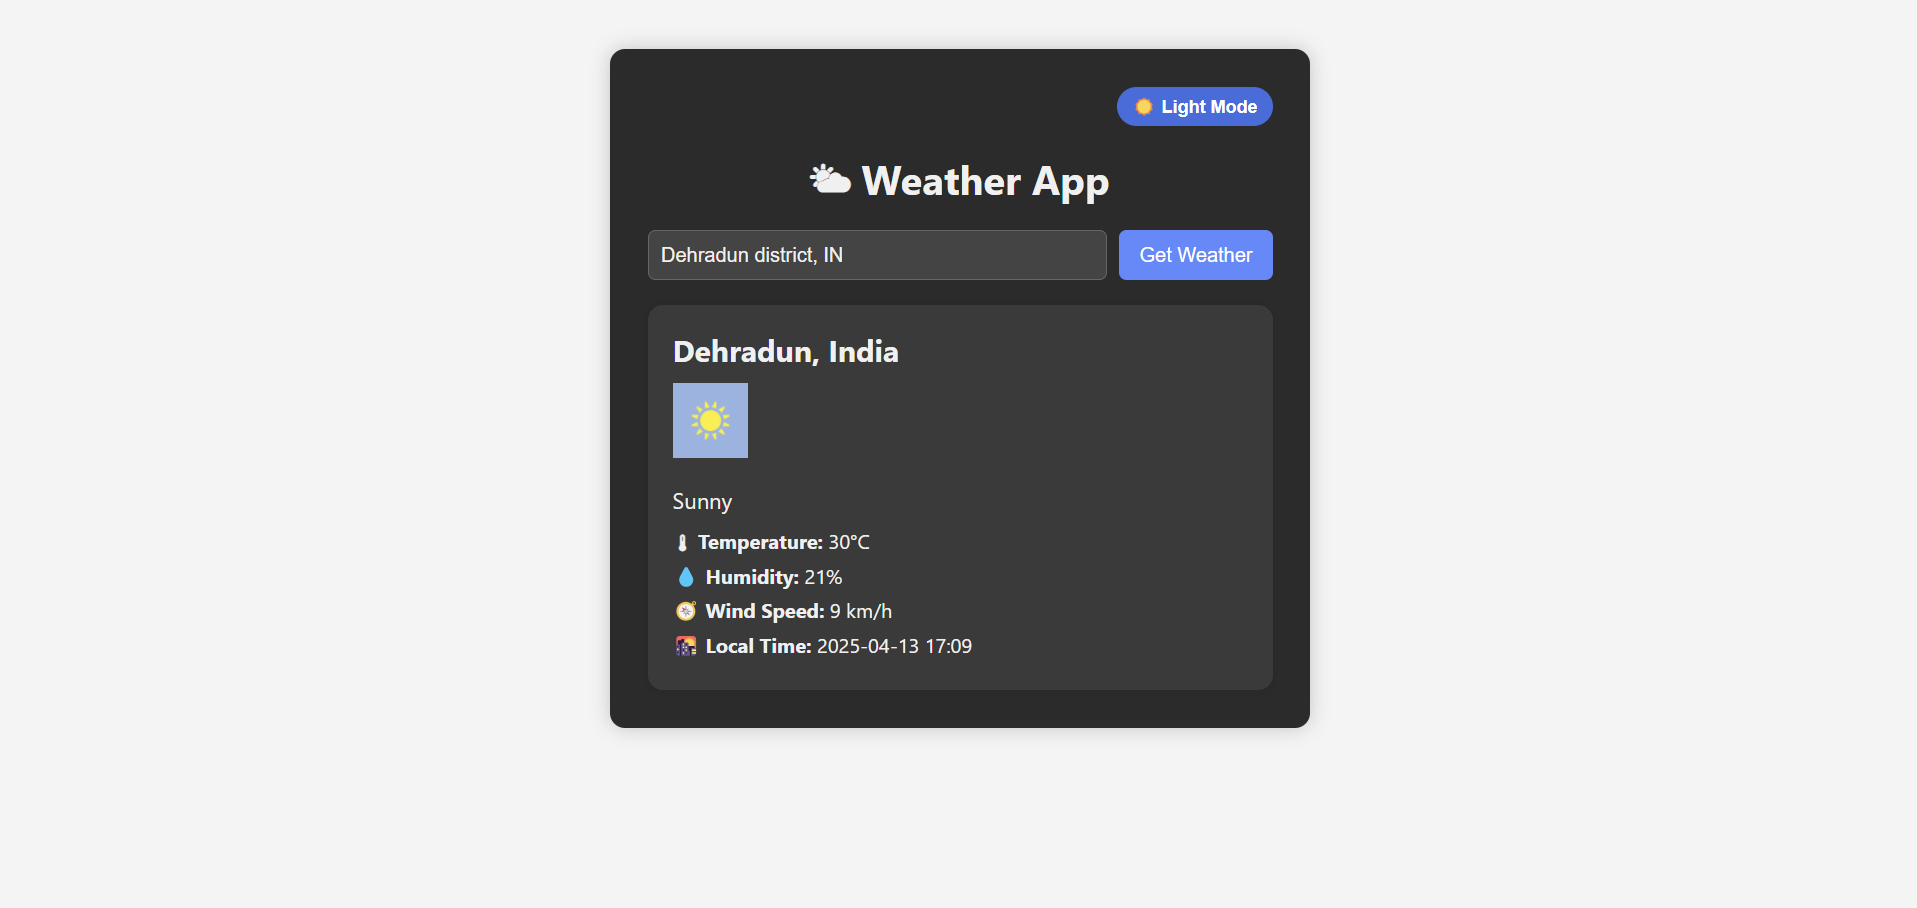 Light Mode
Weather App
Dehradun district, IN
Get Weather
Dehradun, India
Sunny
Temperature: 30°C
Humidity: 21%
Wind Speed: 9 km/h
Local Time: 2025-04-13 17:09